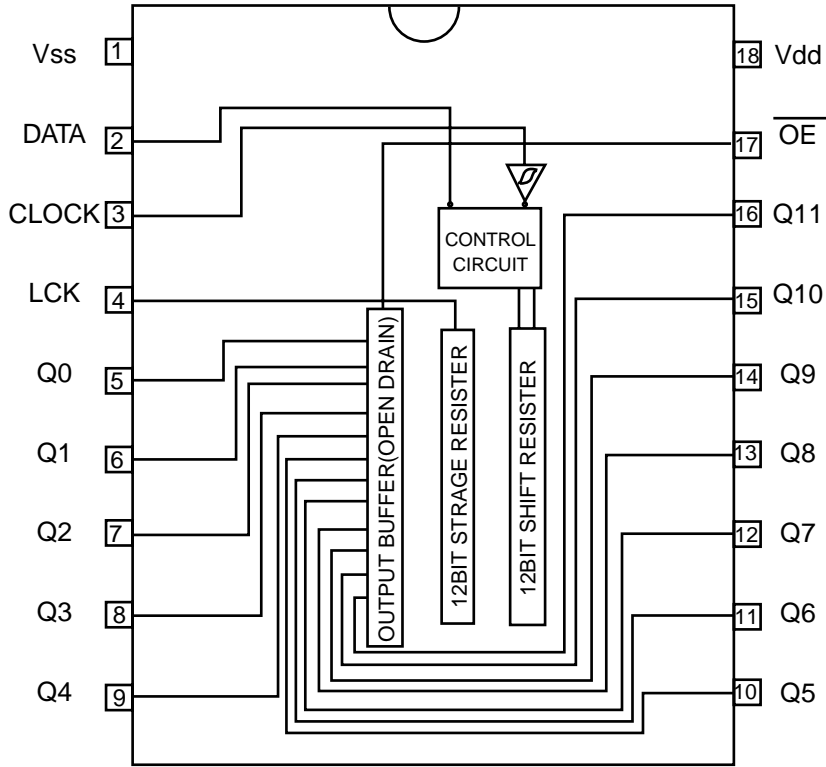 Vss 1
18 Vdd
DATA 2
17 OE
CLOCK 3
16 Q11
CONTROL
CIRCUIT
LCK 4
15 Q10
Q0 5
14 Q9
Q1 6
13 Q8
Q2 7
12 Q7
Q3 8
11 Q6
Q4 9
10 Q5
OUTPUT BUFFER(OPEN DRAIN)
12BIT STRAGE RESISTER
12BIT SHIFT RESISTER